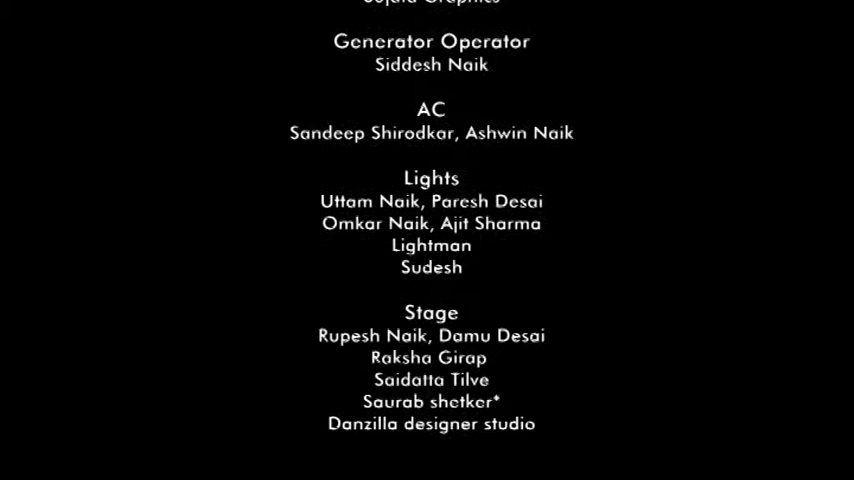 Graphics
Generator Operator
Siddesh Naik
AC
Sandeep Shirodkar, Ashwin Naik
Lights
Uttam Naik, Paresh Desai
Omkar Naik, Ajit Sharma
Lightman
Sudesh
Stage
Rupesh Naik, Damu Desai
Raksha Girap
Saidatta Tilve
Saurab shetker*
Danzilla designer studio